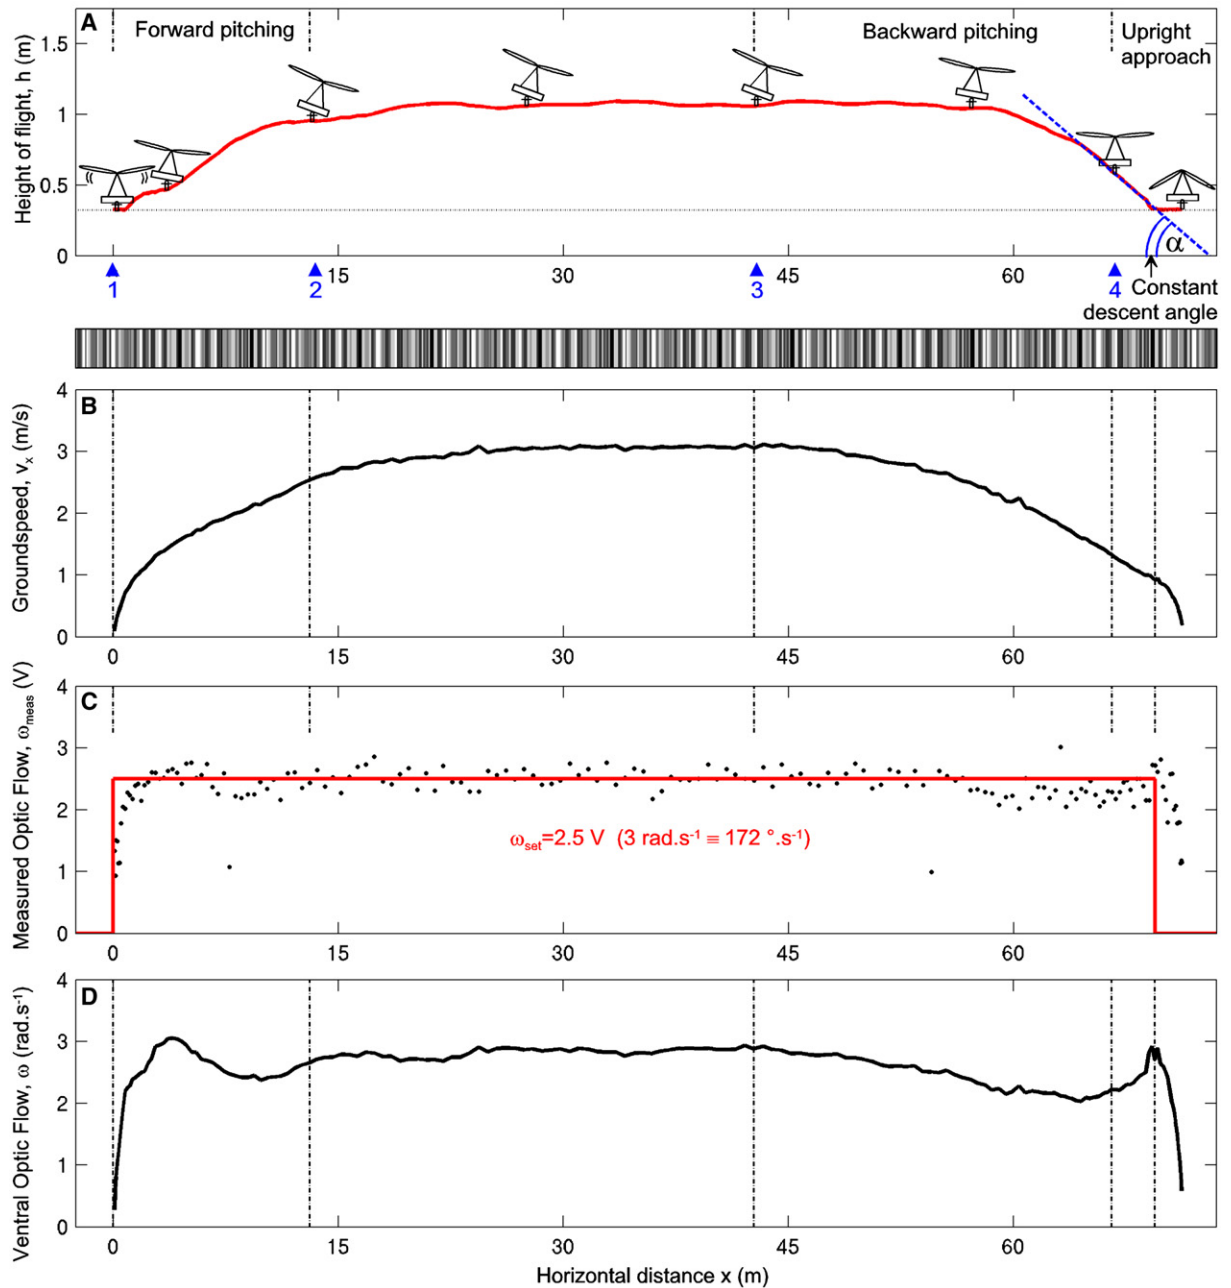 A
Forward pitching
Backward pitching
Upright
approach
Height of flight, h (m)
1.5
1
0.5
0
α
15
30
45
60
1
2
3
4
Constant
descent angle
B
Groundspeed, v_x (m/s)
4
3
2
1
0
0
15
30
45
60
C
Measured Optic Flow, ω_meas (V)
4
3
2
1
0
ω_set=2.5 V (3 rad.s⁻¹ ≡ 172 °.s⁻¹)
0
15
30
45
60
D
Ventral Optic Flow, ω (rad.s⁻¹)
4
3
2
1
0
0
15
30
45
60
Horizontal distance x (m)